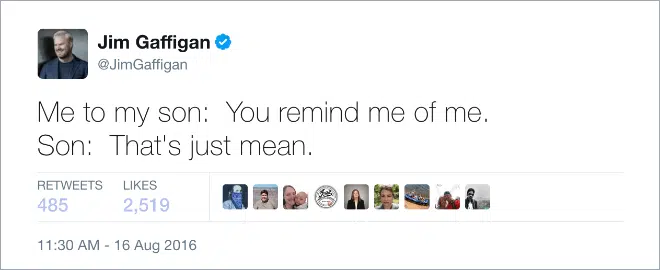 Jim Gaffigan
@JimGaffigan
Me to my son:  You remind me of me.
Son:  That's just mean.
RETWEETS LIKES
485 2,519
11:30 AM - 16 Aug 2016